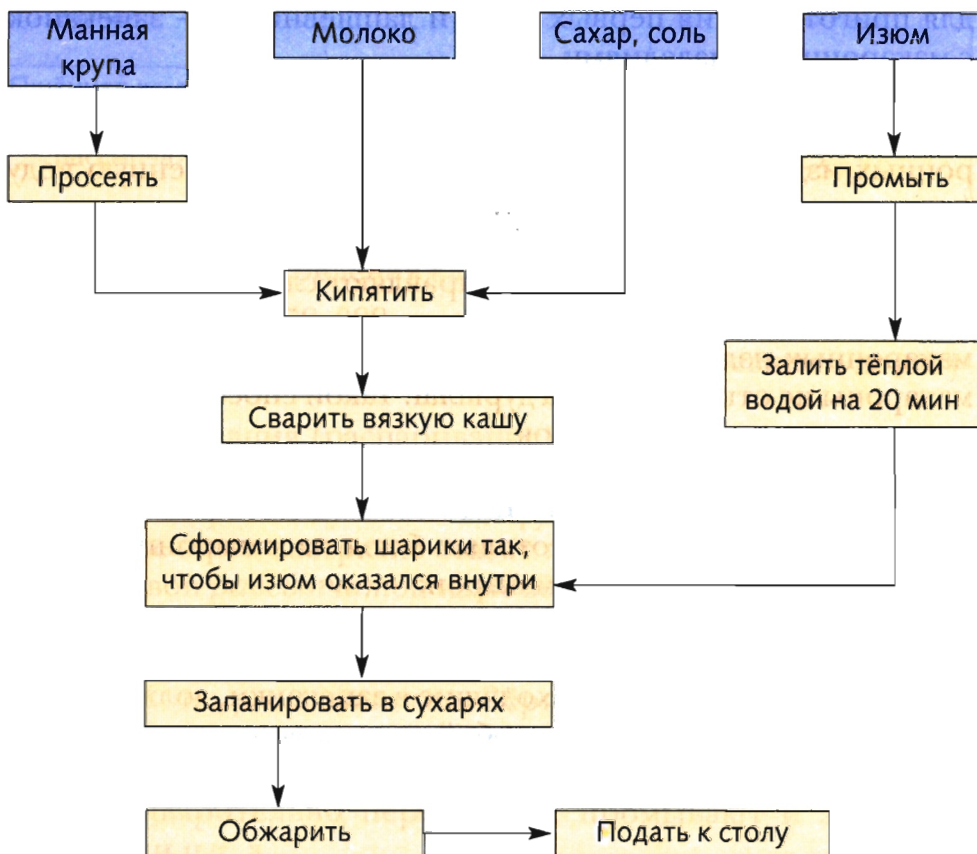 Манная
крупа
Молоко
Сахар, соль
Изюм
Просеять
Промыть
Кипятить
Залить тёплой
водой на 20 мин
Сварить вязкую кашу
Сформировать шарики так,
чтобы изюм оказался внутри
Запанировать в сухарях
Обжарить
Подать к столу